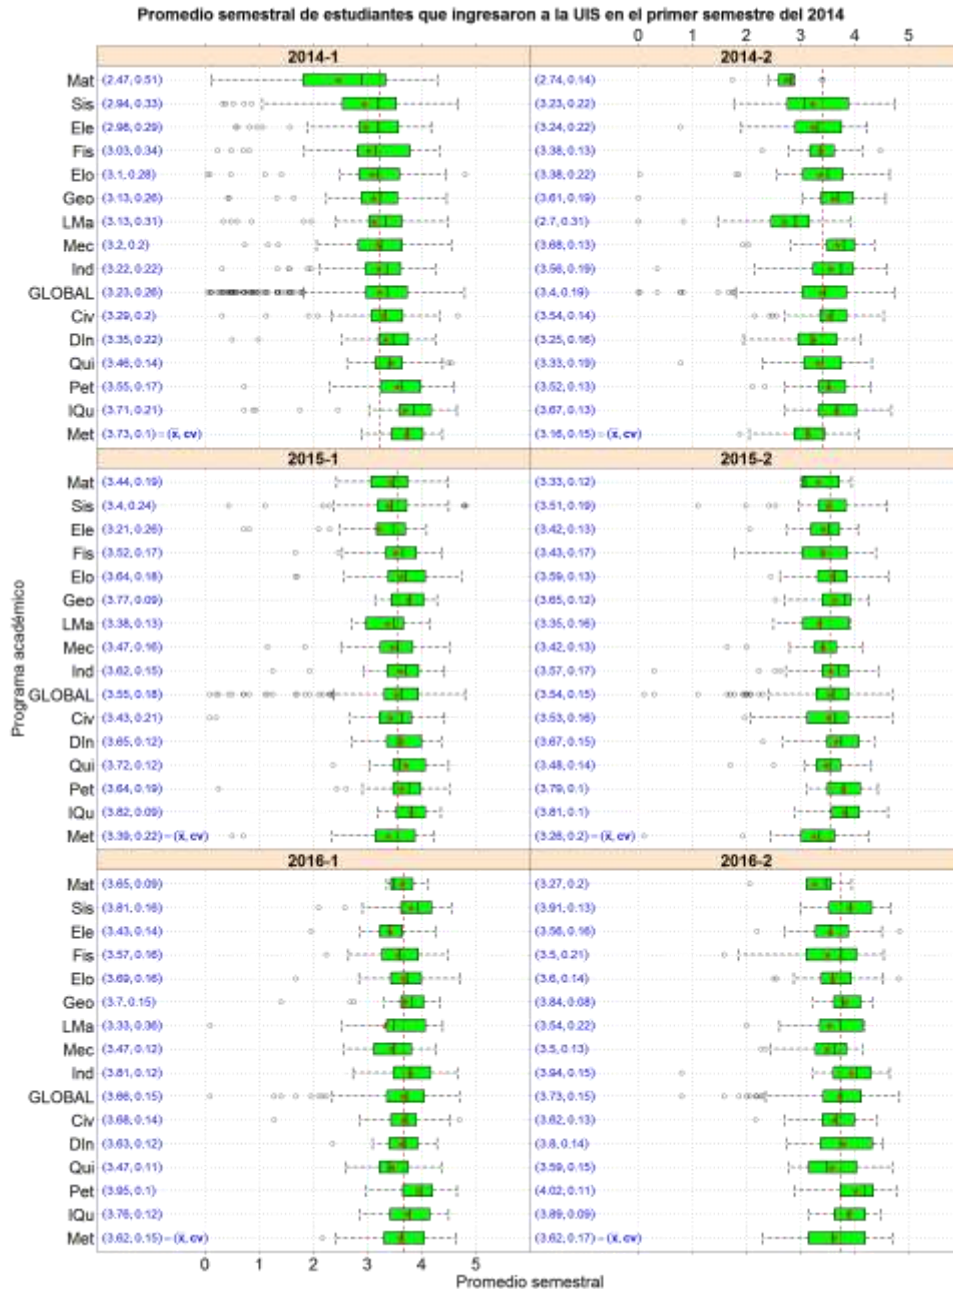 Promedio semestral de estudiantes que ingresaron a la UIS en el primer semestre del 2014
0 1 2 3 4 5
2014-1 2014-2
Mat (2.47, 0.51) (2.74, 0.14)
Sis (2.94, 0.33) (3.23, 0.22)
Ele (2.98, 0.29) (3.24, 0.22)
Fis (3.03, 0.34) (3.38, 0.13)
Elo (3.1, 0.28) (3.38, 0.22)
Geo (3.13, 0.26) (3.61, 0.19)
LMa (3.13, 0.31) (2.7, 0.31)
Mec (3.2, 0.2) (3.68, 0.13)
Ind (3.22, 0.22) (3.56, 0.19)
GLOBAL (3.23, 0.26) (3.4, 0.19)
Civ (3.29, 0.2) (3.54, 0.14)
DIn (3.35, 0.22) (3.25, 0.16)
Qui (3.46, 0.14) (3.33, 0.19)
Pet (3.55, 0.17) (3.52, 0.13)
IQu (3.71, 0.21) (3.67, 0.13)
Met (3.73, 0.1) = (x̄, cv) (3.16, 0.15) = (x̄, cv)
2015-1 2015-2
Mat (3.44, 0.19) (3.33, 0.12)
Sis (3.4, 0.24) (3.51, 0.19)
Ele (3.21, 0.26) (3.42, 0.13)
Fis (3.52, 0.17) (3.43, 0.17)
Elo (3.64, 0.18) (3.59, 0.13)
Geo (3.77, 0.09) (3.65, 0.12)
LMa (3.38, 0.13) (3.35, 0.16)
Mec (3.47, 0.16) (3.42, 0.13)
Ind (3.62, 0.15) (3.57, 0.17)
GLOBAL (3.55, 0.18) (3.54, 0.15)
Civ (3.43, 0.21) (3.53, 0.16)
DIn (3.65, 0.12) (3.67, 0.15)
Qui (3.72, 0.12) (3.48, 0.14)
Pet (3.64, 0.19) (3.79, 0.1)
IQu (3.82, 0.09) (3.81, 0.1)
Met (3.39, 0.22) = (x̄, cv) (3.26, 0.2) = (x̄, cv)
Programa académico
2016-1 2016-2
Mat (3.65, 0.09) (3.27, 0.2)
Sis (3.81, 0.16) (3.91, 0.13)
Ele (3.43, 0.14) (3.56, 0.16)
Fis (3.57, 0.16) (3.5, 0.21)
Elo (3.69, 0.16) (3.6, 0.14)
Geo (3.7, 0.15) (3.84, 0.08)
LMa (3.33, 0.36) (3.54, 0.22)
Mec (3.47, 0.12) (3.5, 0.13)
Ind (3.81, 0.12) (3.94, 0.15)
GLOBAL (3.66, 0.15) (3.73, 0.15)
Civ (3.68, 0.14) (3.62, 0.13)
DIn (3.63, 0.12) (3.8, 0.14)
Qui (3.47, 0.11) (3.59, 0.15)
Pet (3.95, 0.1) (4.02, 0.11)
IQu (3.76, 0.12) (3.89, 0.09)
Met (3.62, 0.15) = (x̄, cv) (3.62, 0.17) = (x̄, cv)
0 1 2 3 4 5
Promedio semestral